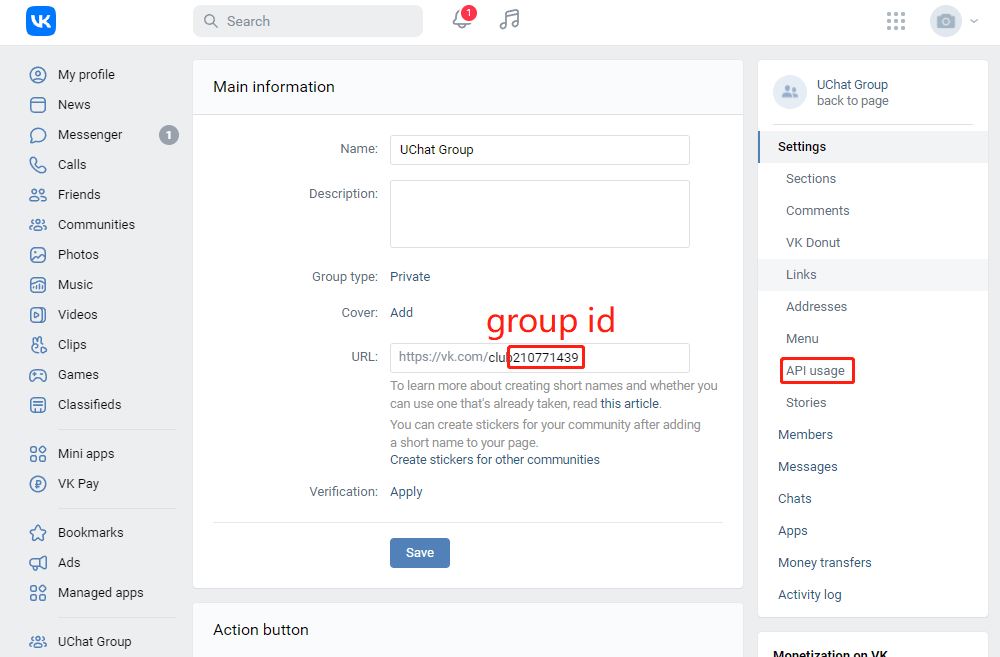 VK
Search
1
My profile
News
Messenger
1
Calls
Friends
Communities
Photos
Music
Videos
Clips
Games
Classifieds
Mini apps
VK Pay
Bookmarks
Ads
Managed apps
UChat Group
Main information
Name:
UChat Group
Description:
Group type:
Private
Cover:
Add
group id
URL:
https://vk.com/club210771439
To learn more about creating short names and whether you
can use one that's already taken, read this article.
You can create stickers for your community after adding
a short name to your page.
Create stickers for other communities
Verification:
Apply
Save
Action button
UChat Group
back to page
Settings
Sections
Comments
VK Donut
Links
Addresses
Menu
API usage
Stories
Members
Messages
Chats
Apps
Money transfers
Activity log
Monetization on VK